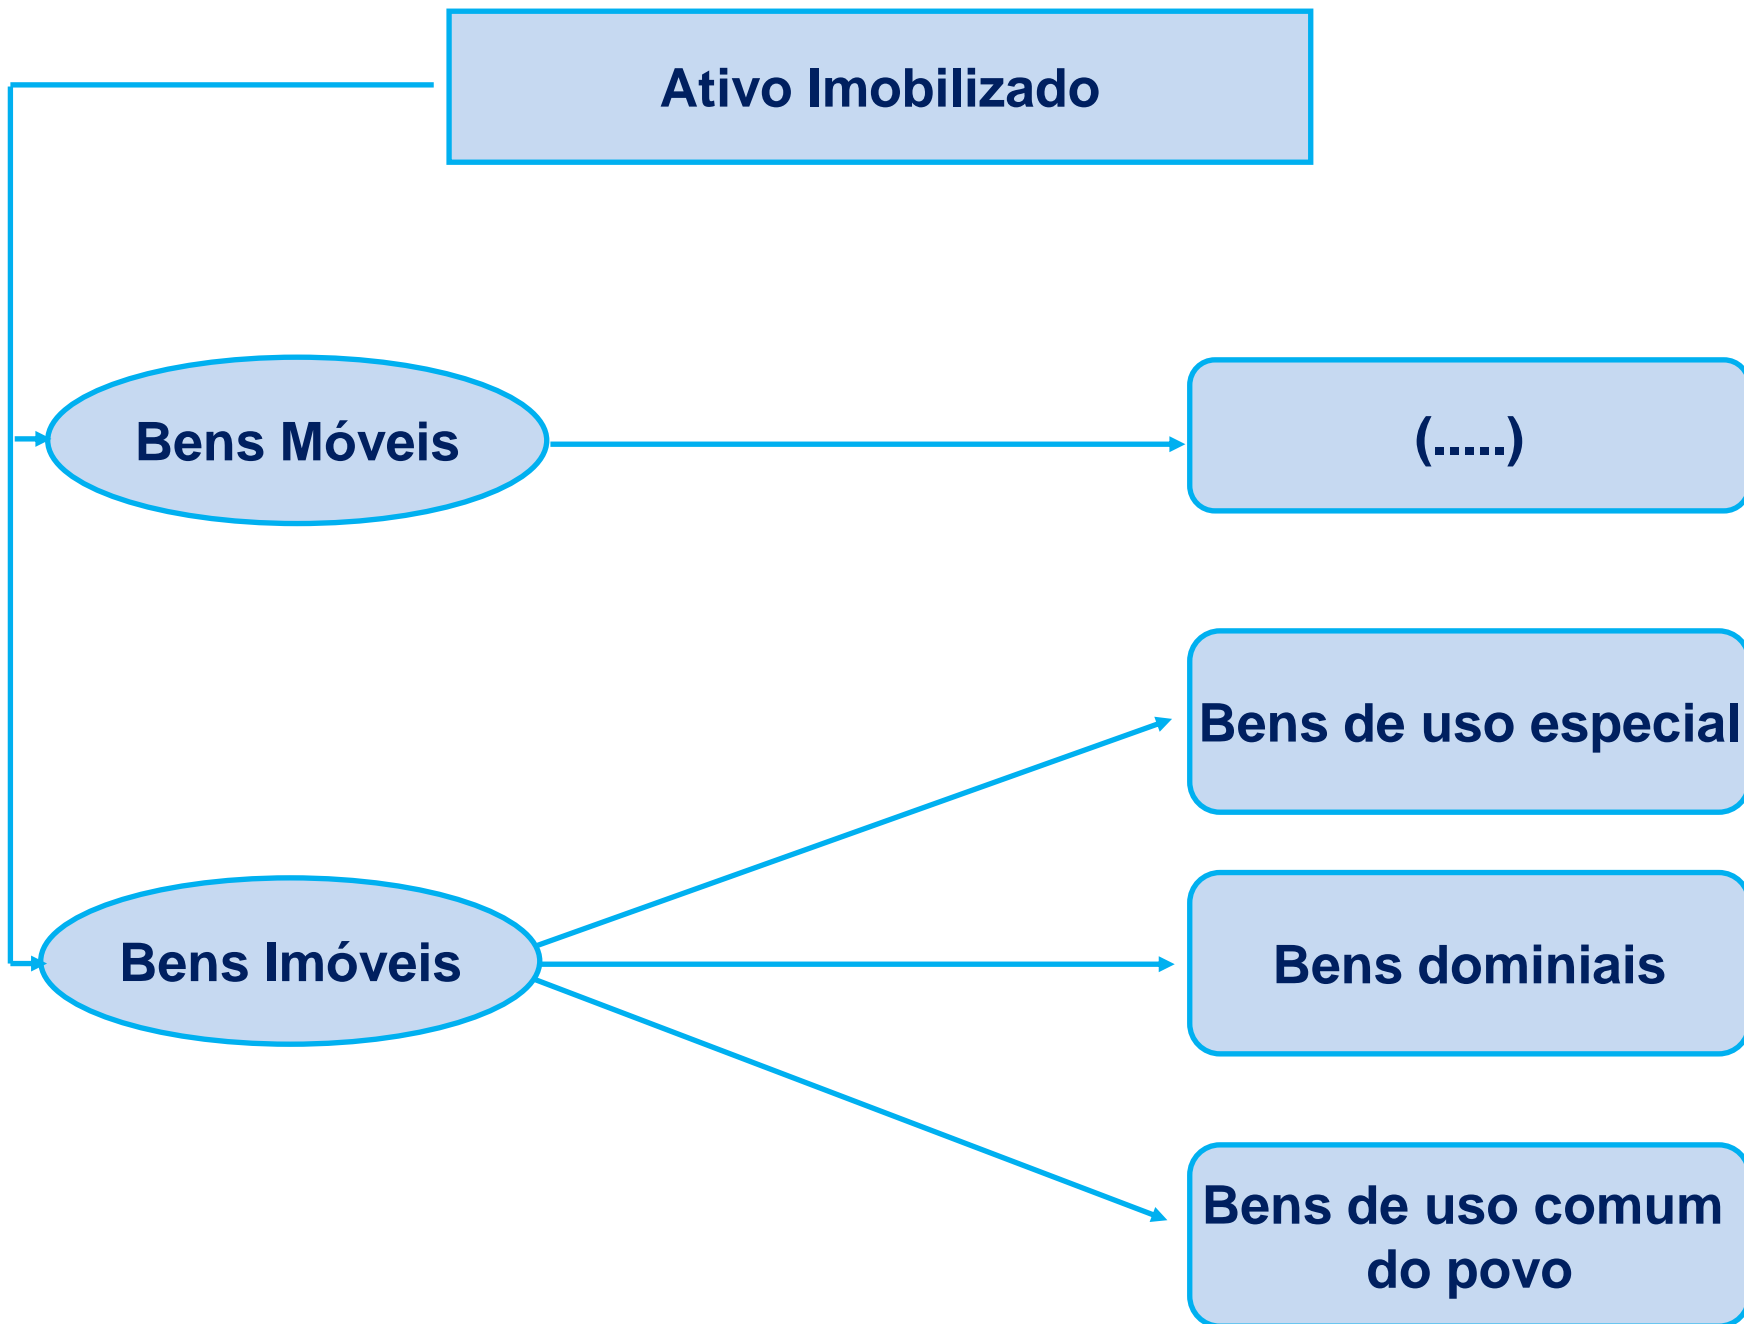 Ativo Imobilizado
Bens Móveis
(.....)
Bens de uso especial
Bens Imóveis
Bens dominiais
Bens de uso comum
do povo